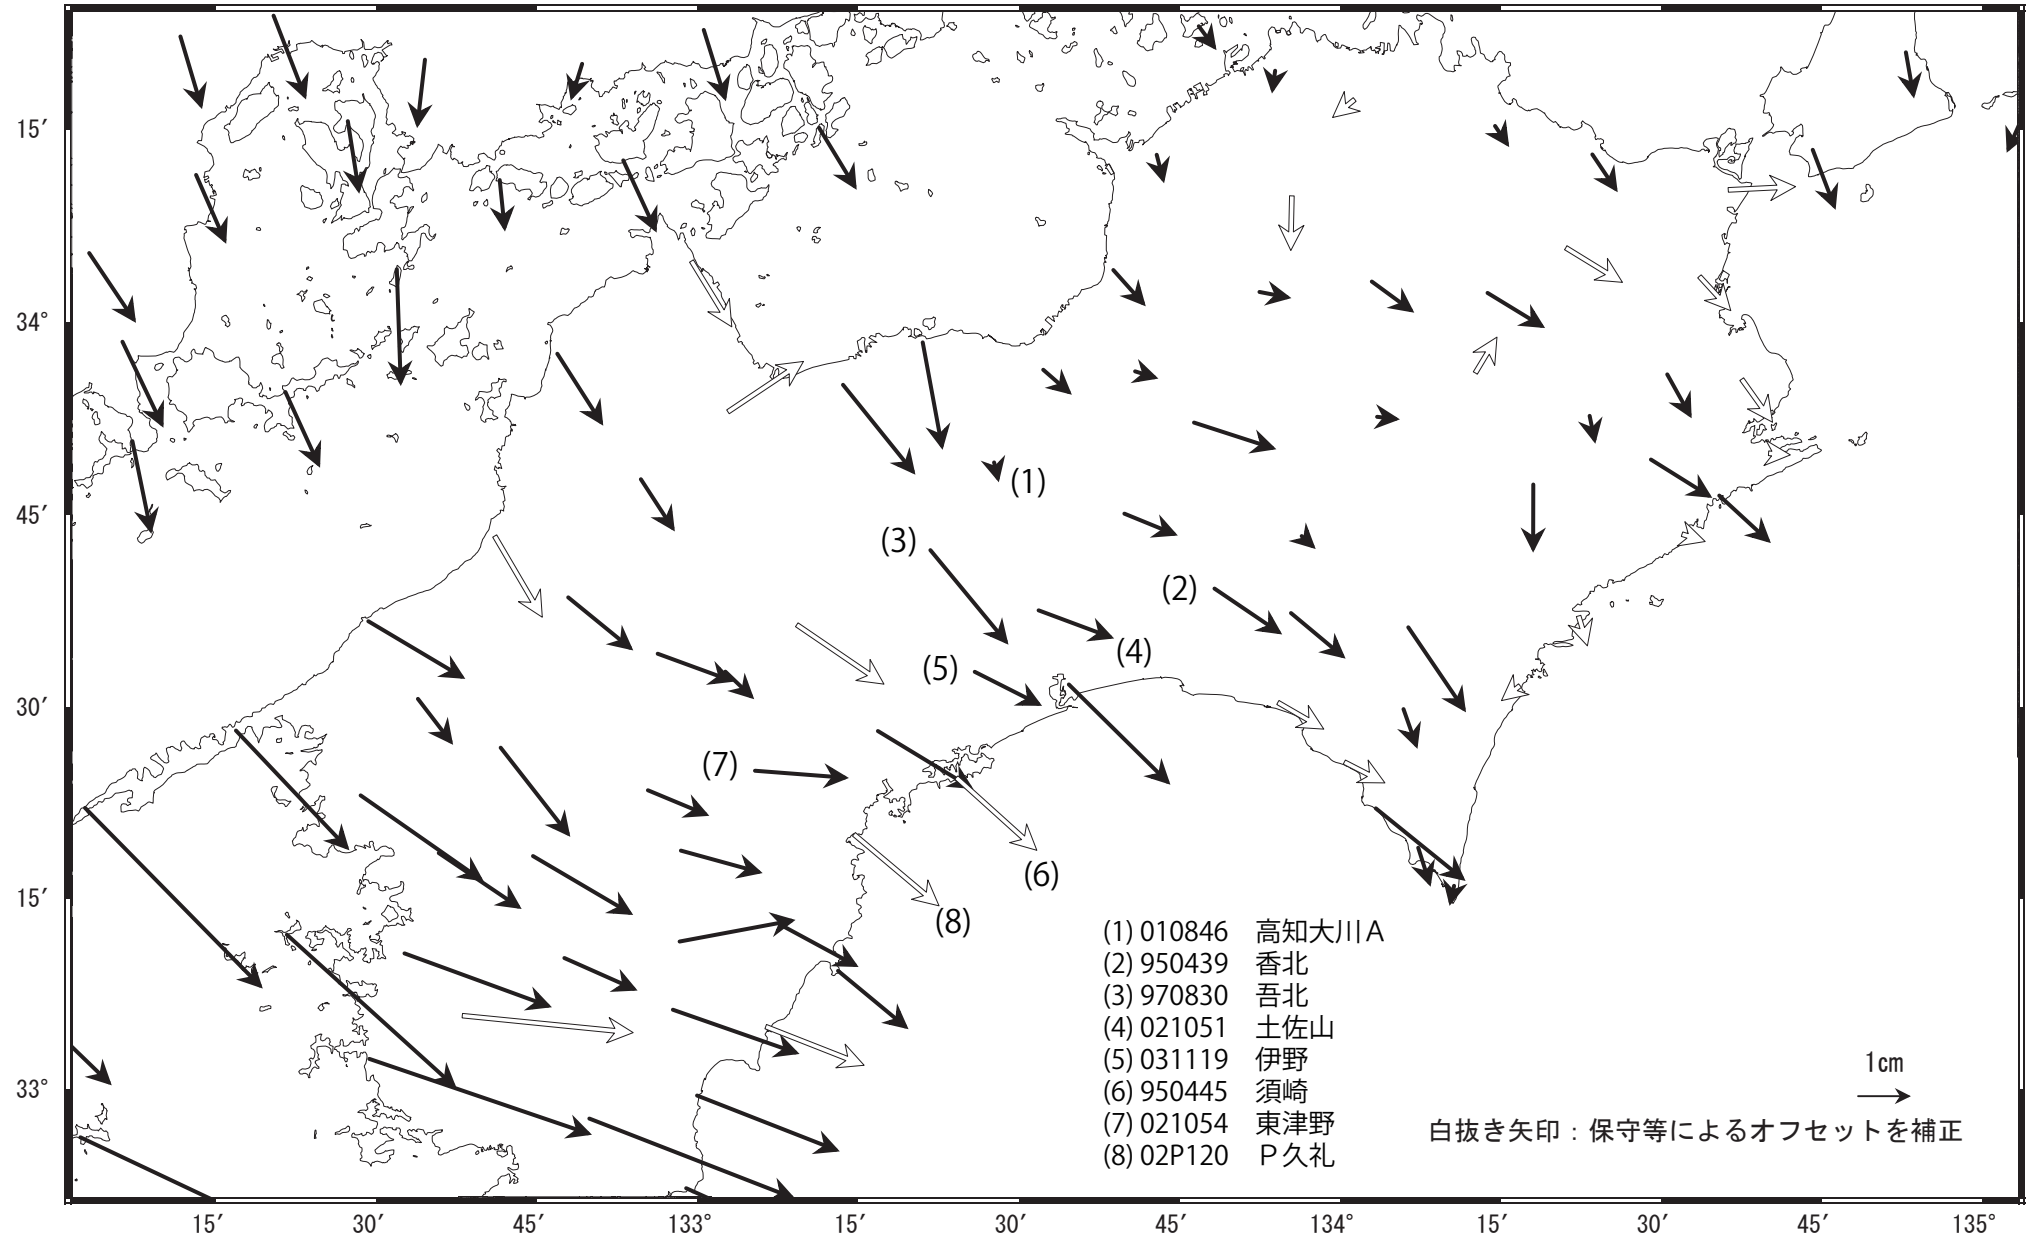 15′
34°
45′
30′
15′
33°
(1)
(3)
(2)
(4)
(5)
(7)
(6)
(8)
(1) 010846 高知大川A
(2) 950439 香北
(3) 970830 吾北
(4) 021051 土佐山
(5) 031119 伊野
(6) 950445 須崎
(7) 021054 東津野
(8) 02P120 P久礼
1cm
白抜き矢印：保守等によるオフセットを補正
15′ 30′ 45′ 133° 15′ 30′ 45′ 134° 15′ 30′ 45′ 135°